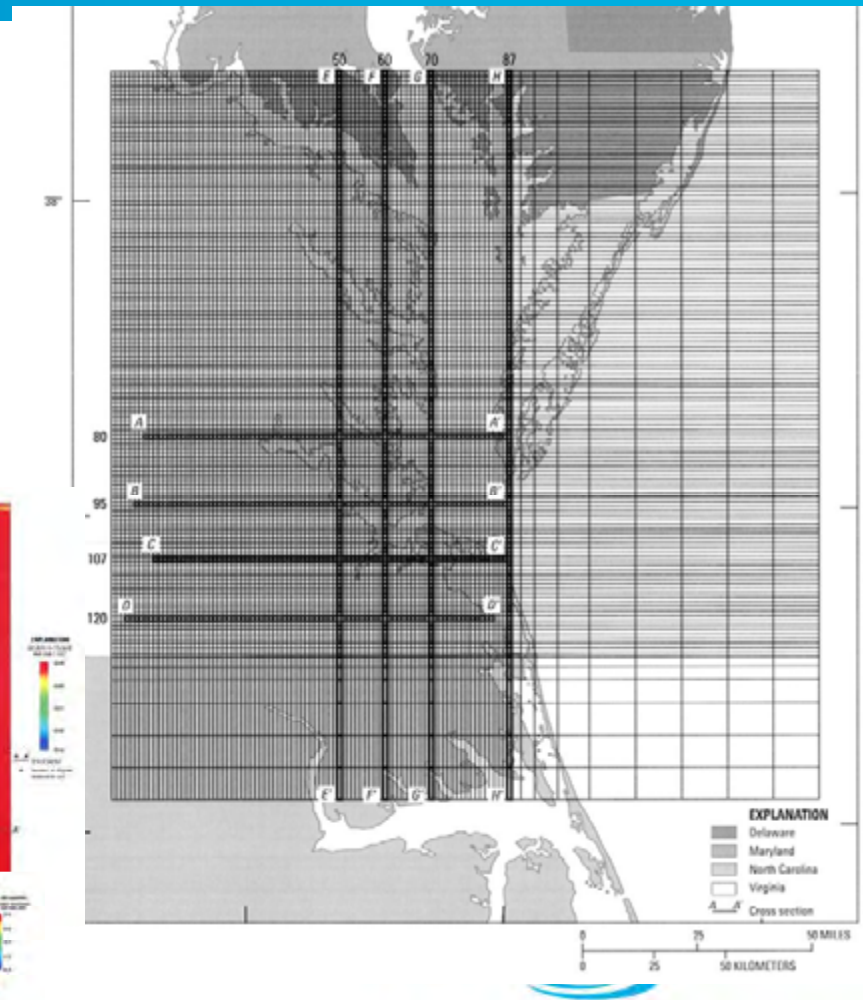 50 60 70 87
E F G H
38°
A A'
80
B B'
95
C C'
107
D D'
120
E' F' G' H'
EXPLANATION
Delaware
Maryland
North Carolina
Virginia
A A' Cross section
0 25 50 MILES
0 25 50 KILOMETERS
EXPLANATION